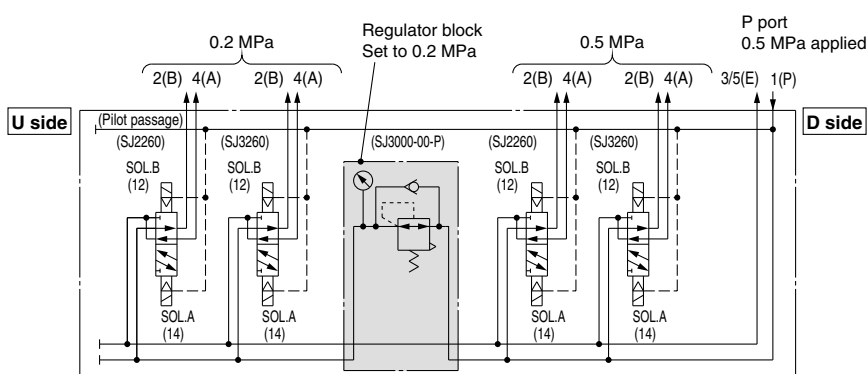 Regulator block
Set to 0.2 MPa
P port
0.5 MPa applied
0.2 MPa
0.5 MPa
2(B) 4(A)
2(B) 4(A)
2(B) 4(A)
2(B) 4(A)
3/5(E)
1(P)
U side
D side
(Pilot passage)
(SJ2260)
(SJ3260)
(SJ3000-00-P)
(SJ2260)
(SJ3260)
SOL.B
(12)
SOL.B
(12)
SOL.B
(12)
SOL.B
(12)
SOL.A
(14)
SOL.A
(14)
SOL.A
(14)
SOL.A
(14)